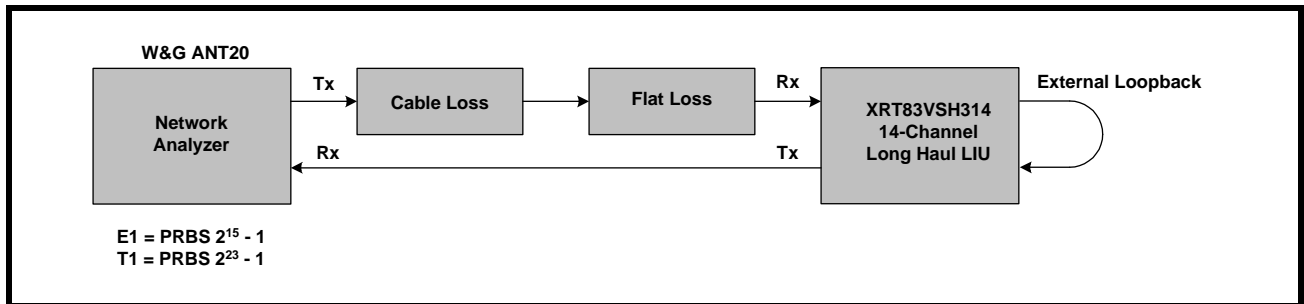 W&G ANT20
Network
Analyzer
Tx
Cable Loss
Flat Loss
Rx
XRT83VSH314
14-Channel
Long Haul LIU
External Loopback
Rx
Tx
E1 = PRBS 2¹⁵ - 1
T1 = PRBS 2²³ - 1